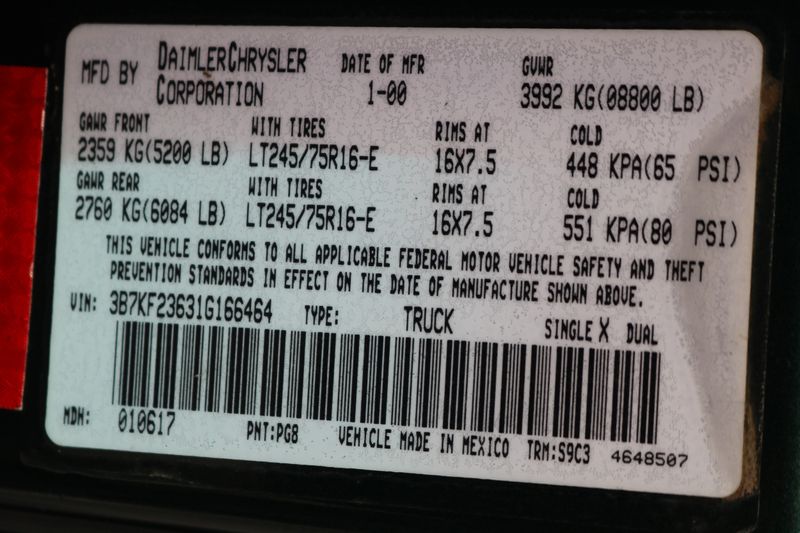 MFD BY DAIMLERCHRYSLER CORPORATION DATE OF MFR 1-00 GVWR 3992 KG(08800 LB)
GAWR FRONT WITH TIRES RIMS AT COLD
2359 KG(5200 LB) LT245/75R16-E 16X7.5 448 KPA(65 PSI)
GAWR REAR WITH TIRES RIMS AT COLD
2760 KG(6084 LB) LT245/75R16-E 16X7.5 551 KPA(80 PSI)
THIS VEHICLE CONFORMS TO ALL APPLICABLE FEDERAL MOTOR VEHICLE SAFETY AND THEFT
PREVENTION STANDARDS IN EFFECT ON THE DATE OF MANUFACTURE SHOWN ABOVE.
VIN: 3B7KF23631G166464 TYPE: TRUCK SINGLE X DUAL
MDH: 010617 PNT:PG8 VEHICLE MADE IN MEXICO TRM:S9C3 4648507